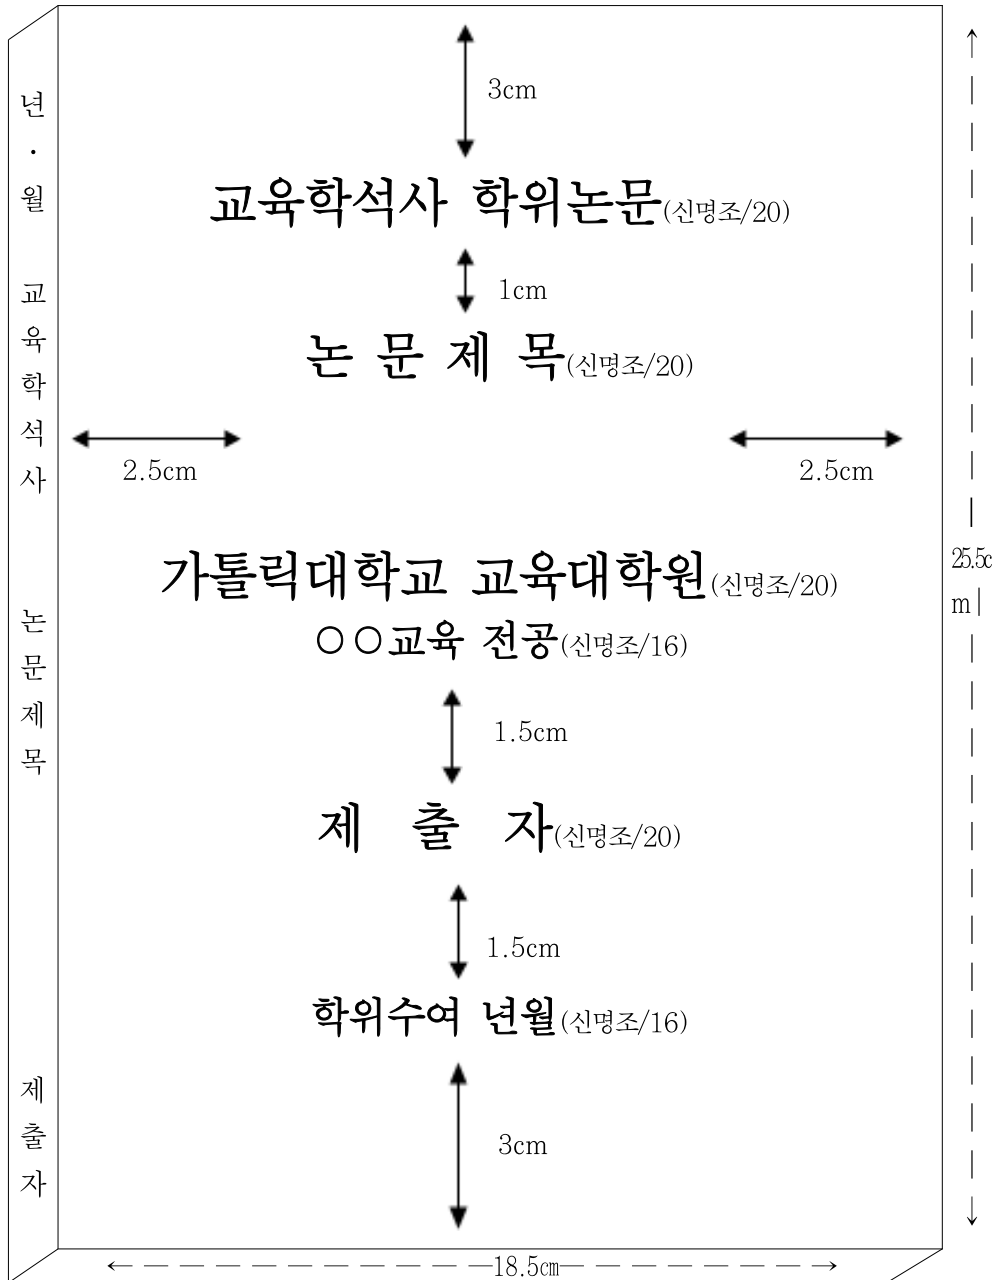 3cm
교육학석사 학위논문(신명조/20)
1cm
논 문 제 목(신명조/20)
2.5cm 2.5cm
가톨릭대학교 교육대학원(신명조/20)
○○교육 전공(신명조/16)
1.5cm
제 출 자(신명조/20)
1.5cm
학위수여 년월(신명조/16)
3cm
18.5cm
25.5c
m
년·월 교육학석사 논문제목 제출자